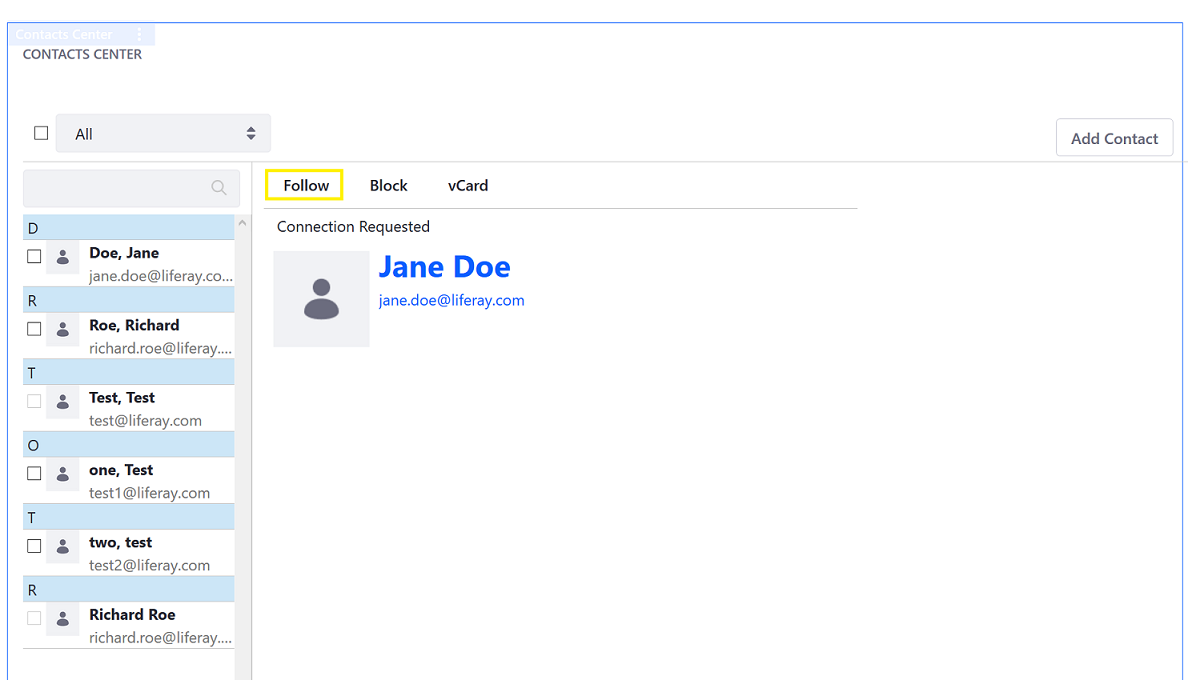 Contacts Center
CONTACTS CENTER
All
Add Contact
Follow Block vCard
Connection Requested
Jane Doe
jane.doe@liferay.com
D
Doe, Jane
jane.doe@liferay.co...
R
Roe, Richard
richard.roe@liferay....
T
Test, Test
test@liferay.com
O
one, Test
test1@liferay.com
T
two, test
test2@liferay.com
R
Richard Roe
richard.roe@liferay....